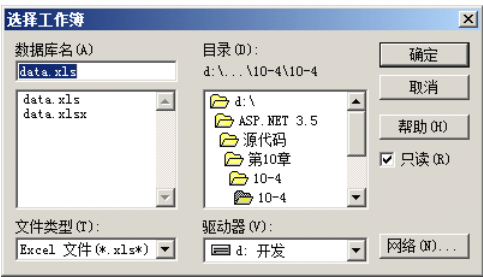 选择工作簿
数据库名(A)
data.xls
data.xls
data.xlsx
文件类型(T):
Excel 文件(*.xls*)
目录(D):
d:\...\10-4\10-4
d:\
ASP.NET 3.5
源代码
第10章
10-4
10-4
驱动器(V):
d: 开发
确定
取消
帮助(H)
只读(R)
网络(N)...